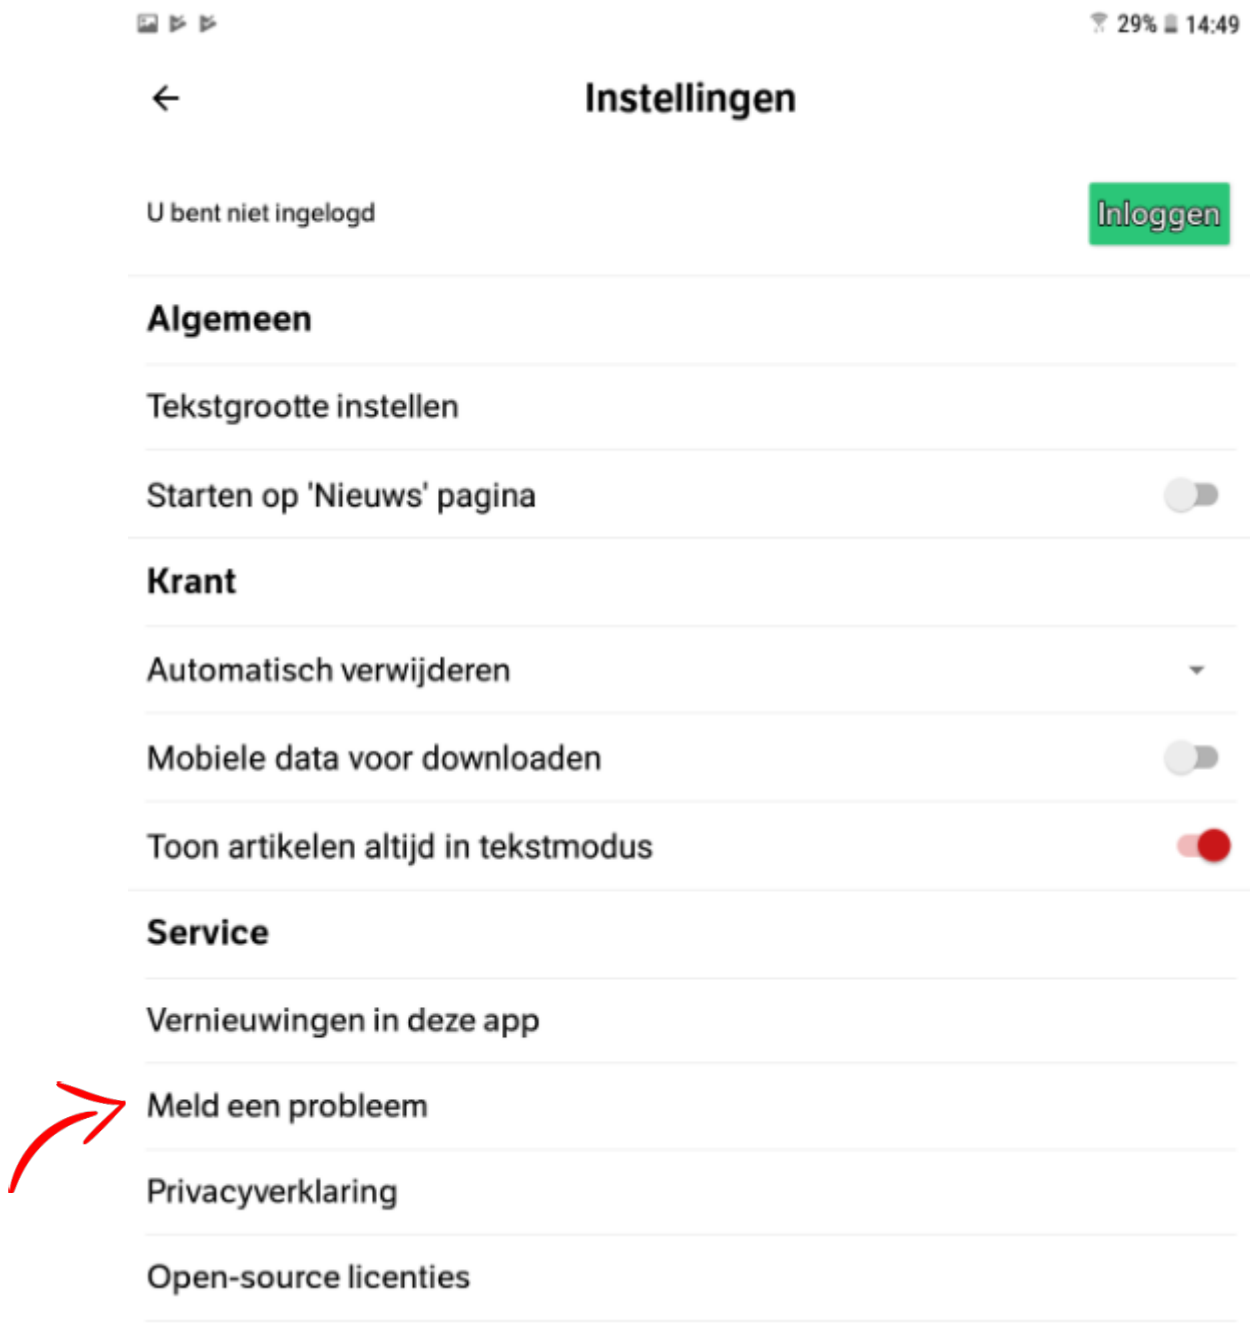 29% 14:49
Instellingen
U bent niet ingelogd
Inloggen
Algemeen
Tekstgrootte instellen
Starten op 'Nieuws' pagina
Krant
Automatisch verwijderen
Mobiele data voor downloaden
Toon artikelen altijd in tekstmodus
Service
Vernieuwingen in deze app
Meld een probleem
Privacyverklaring
Open-source licenties